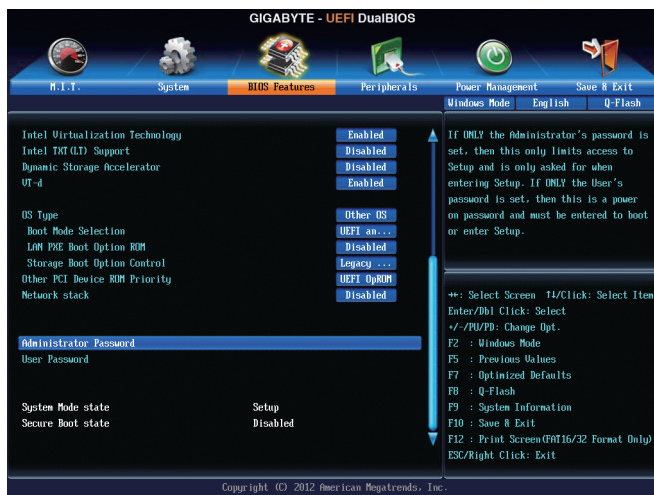 GIGABYTE - UEFI DualBIOS
M.I.T. System BIOS Features Peripherals Power Management Save & Exit
Windows Mode English Q-Flash
Intel Virtualization Technology Enabled
Intel TXT(LT) Support Disabled
Dynamic Storage Accelerator Disabled
VT-d Enabled
OS Type Other OS
Boot Mode Selection UEFI an...
LAN PXE Boot Option ROM Disabled
Storage Boot Option Control Legacy ...
Other PCI Device ROM Priority UEFI OpROM
Network stack Disabled
Administrator Password
User Password
System Mode state Setup
Secure Boot state Disabled
If ONLY the Administrator's password is
set, then this only limits access to
Setup and is only asked for when
entering Setup. If ONLY the User's
password is set, then this is a power
on password and must be entered to boot
or enter Setup.
→←: Select Screen ↑↓/Click: Select Item
Enter/Dbl Click: Select
+/-/PU/PD: Change Opt.
F2 : Windows Mode
F5 : Previous Values
F7 : Optimized Defaults
F8 : Q-Flash
F9 : System Information
F10 : Save & Exit
F12 : Print Screen(FAT16/32 Format Only)
ESC/Right Click: Exit
Copyright (C) 2012 American Megatrends, Inc.